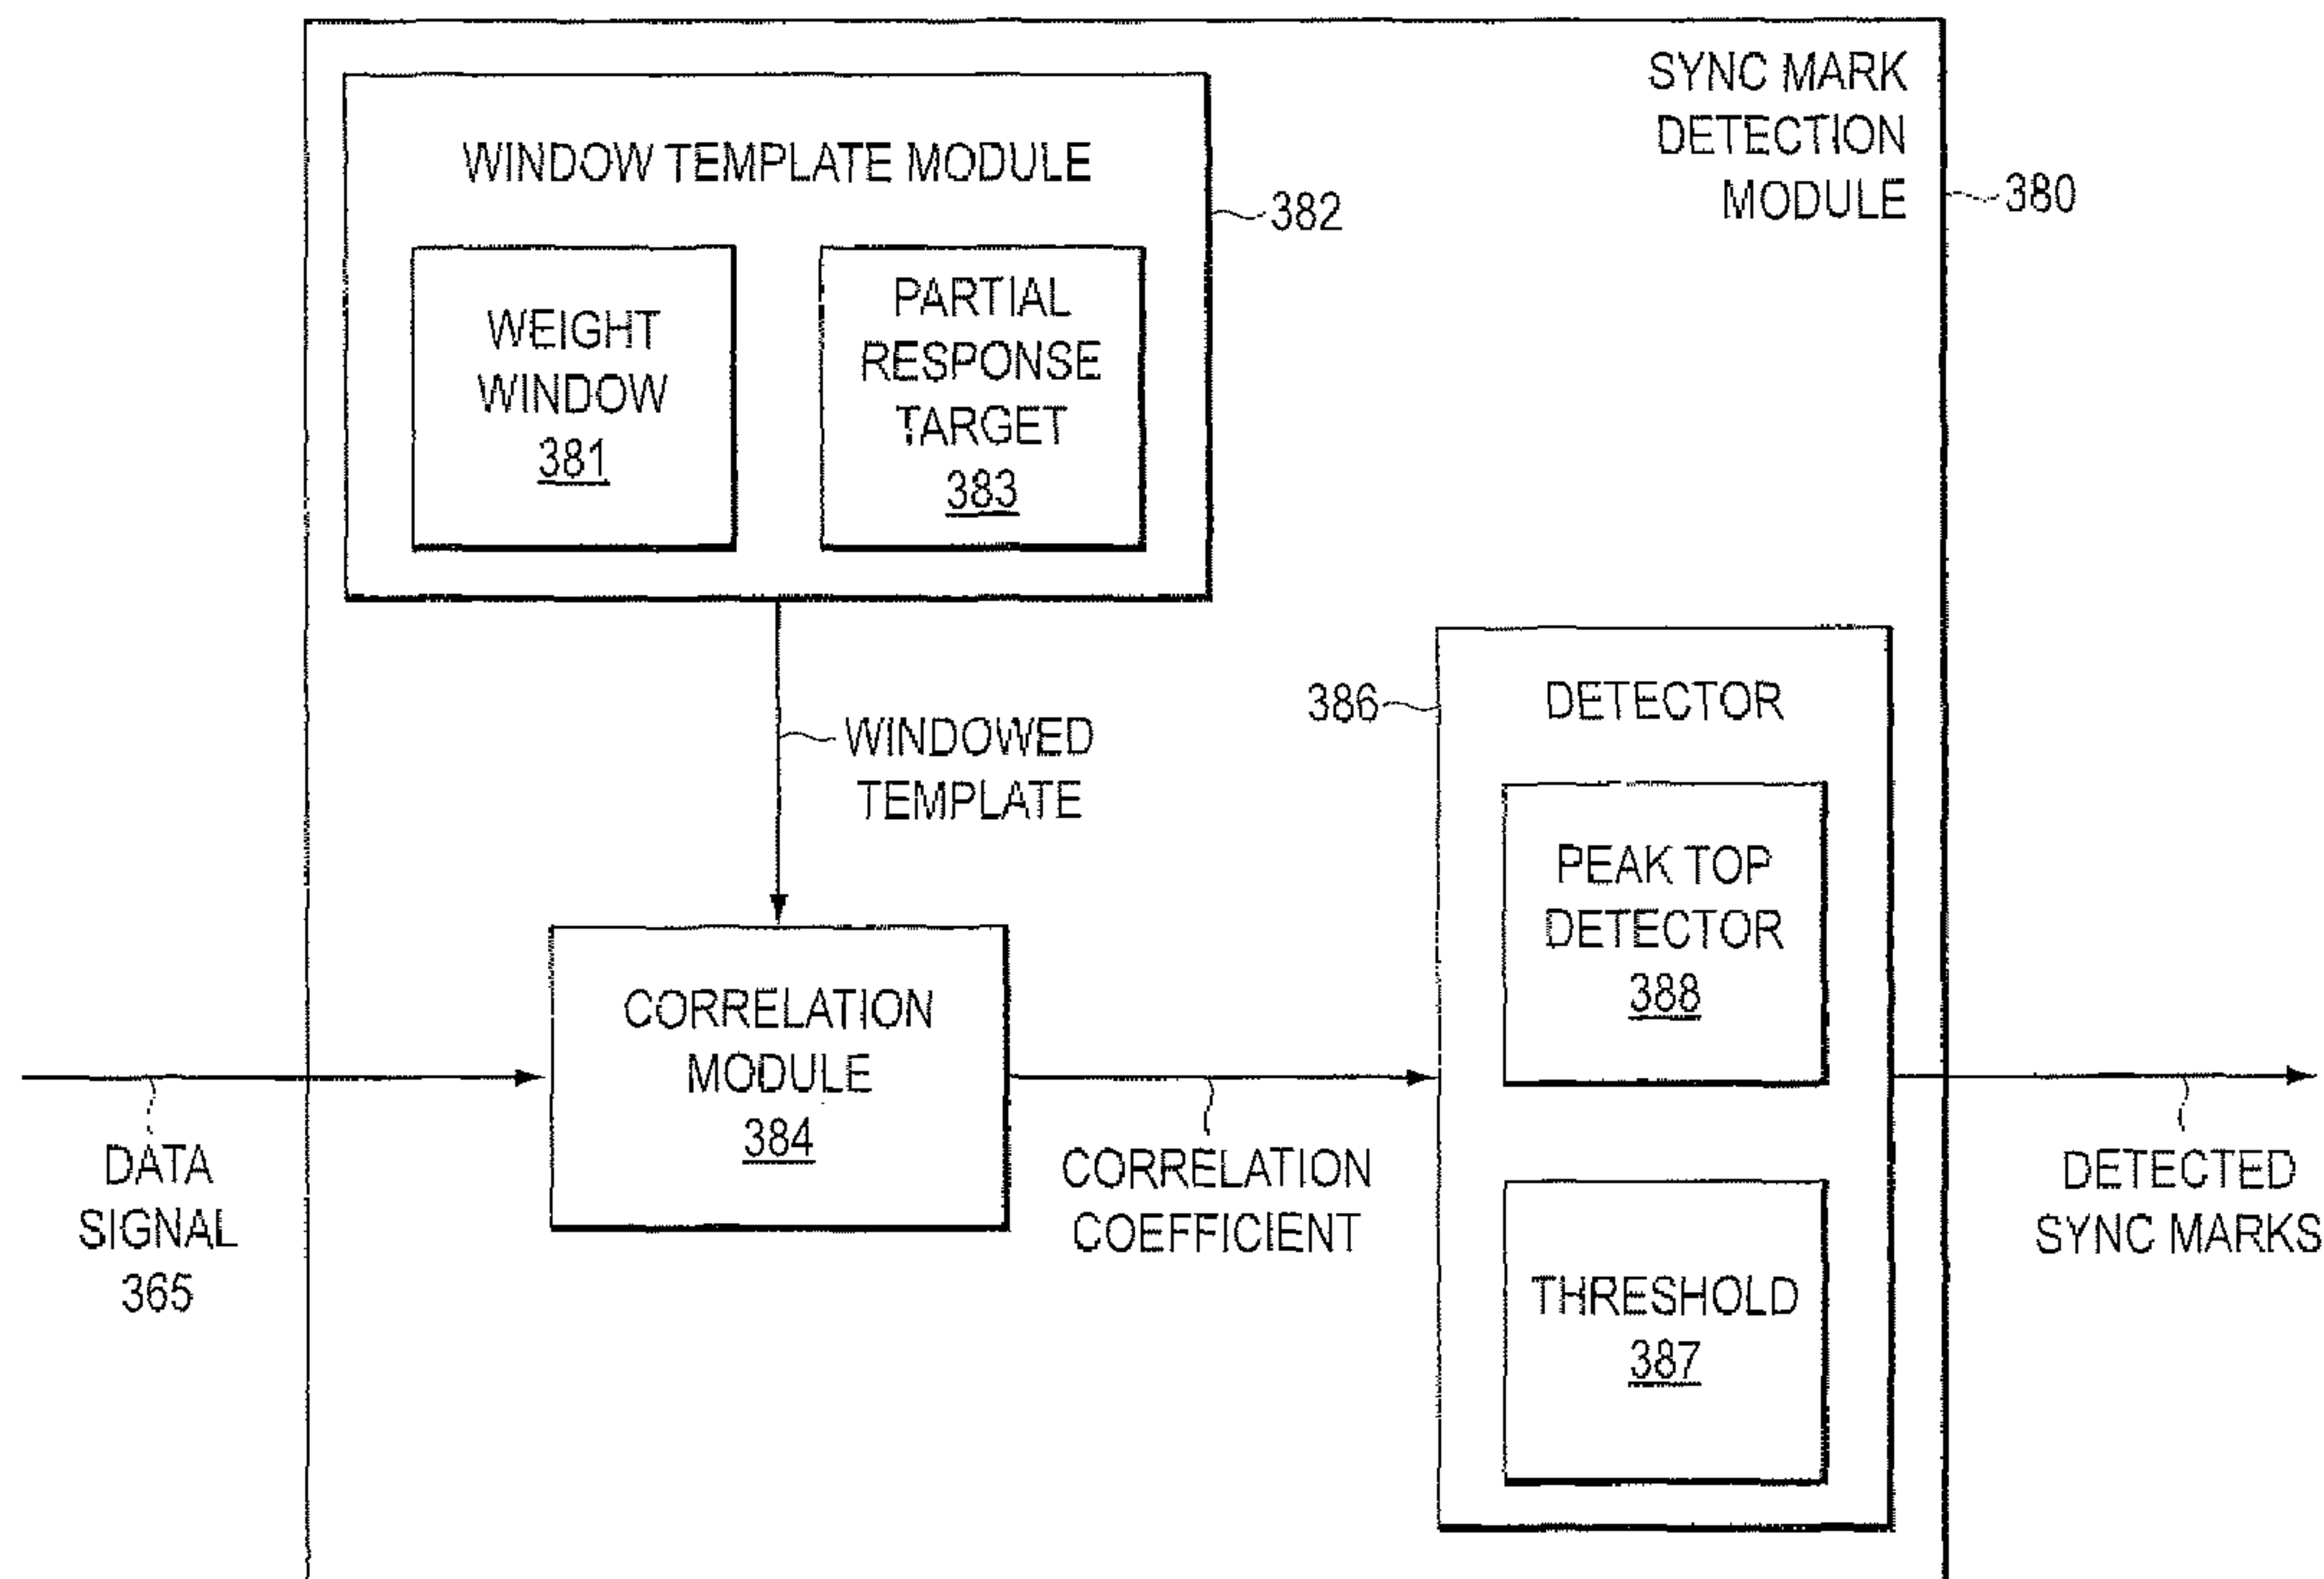 SYNC MARK
DETECTION
MODULE
380
WINDOW TEMPLATE MODULE
382
WEIGHT
WINDOW
381
PARTIAL
RESPONSE
TARGET
383
WINDOWED
TEMPLATE
386
DETECTOR
PEAK TOP
DETECTOR
388
CORRELATION
MODULE
384
DATA
SIGNAL
365
CORRELATION
COEFFICIENT
THRESHOLD
387
DETECTED
SYNC MARKS